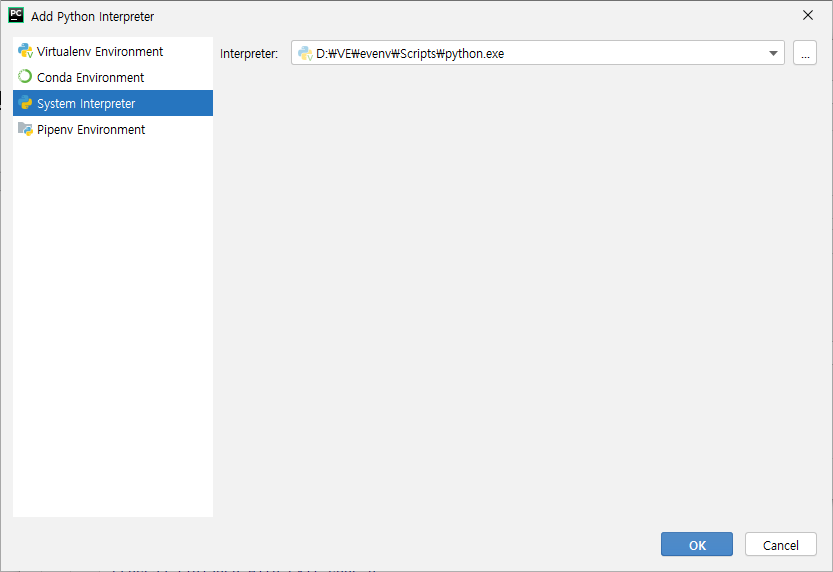 PC Add Python Interpreter
Virtualenv Environment
Interpreter: D:₩VE₩evenv₩Scripts₩python.exe ...
Conda Environment
System Interpreter
Pipenv Environment
OK Cancel